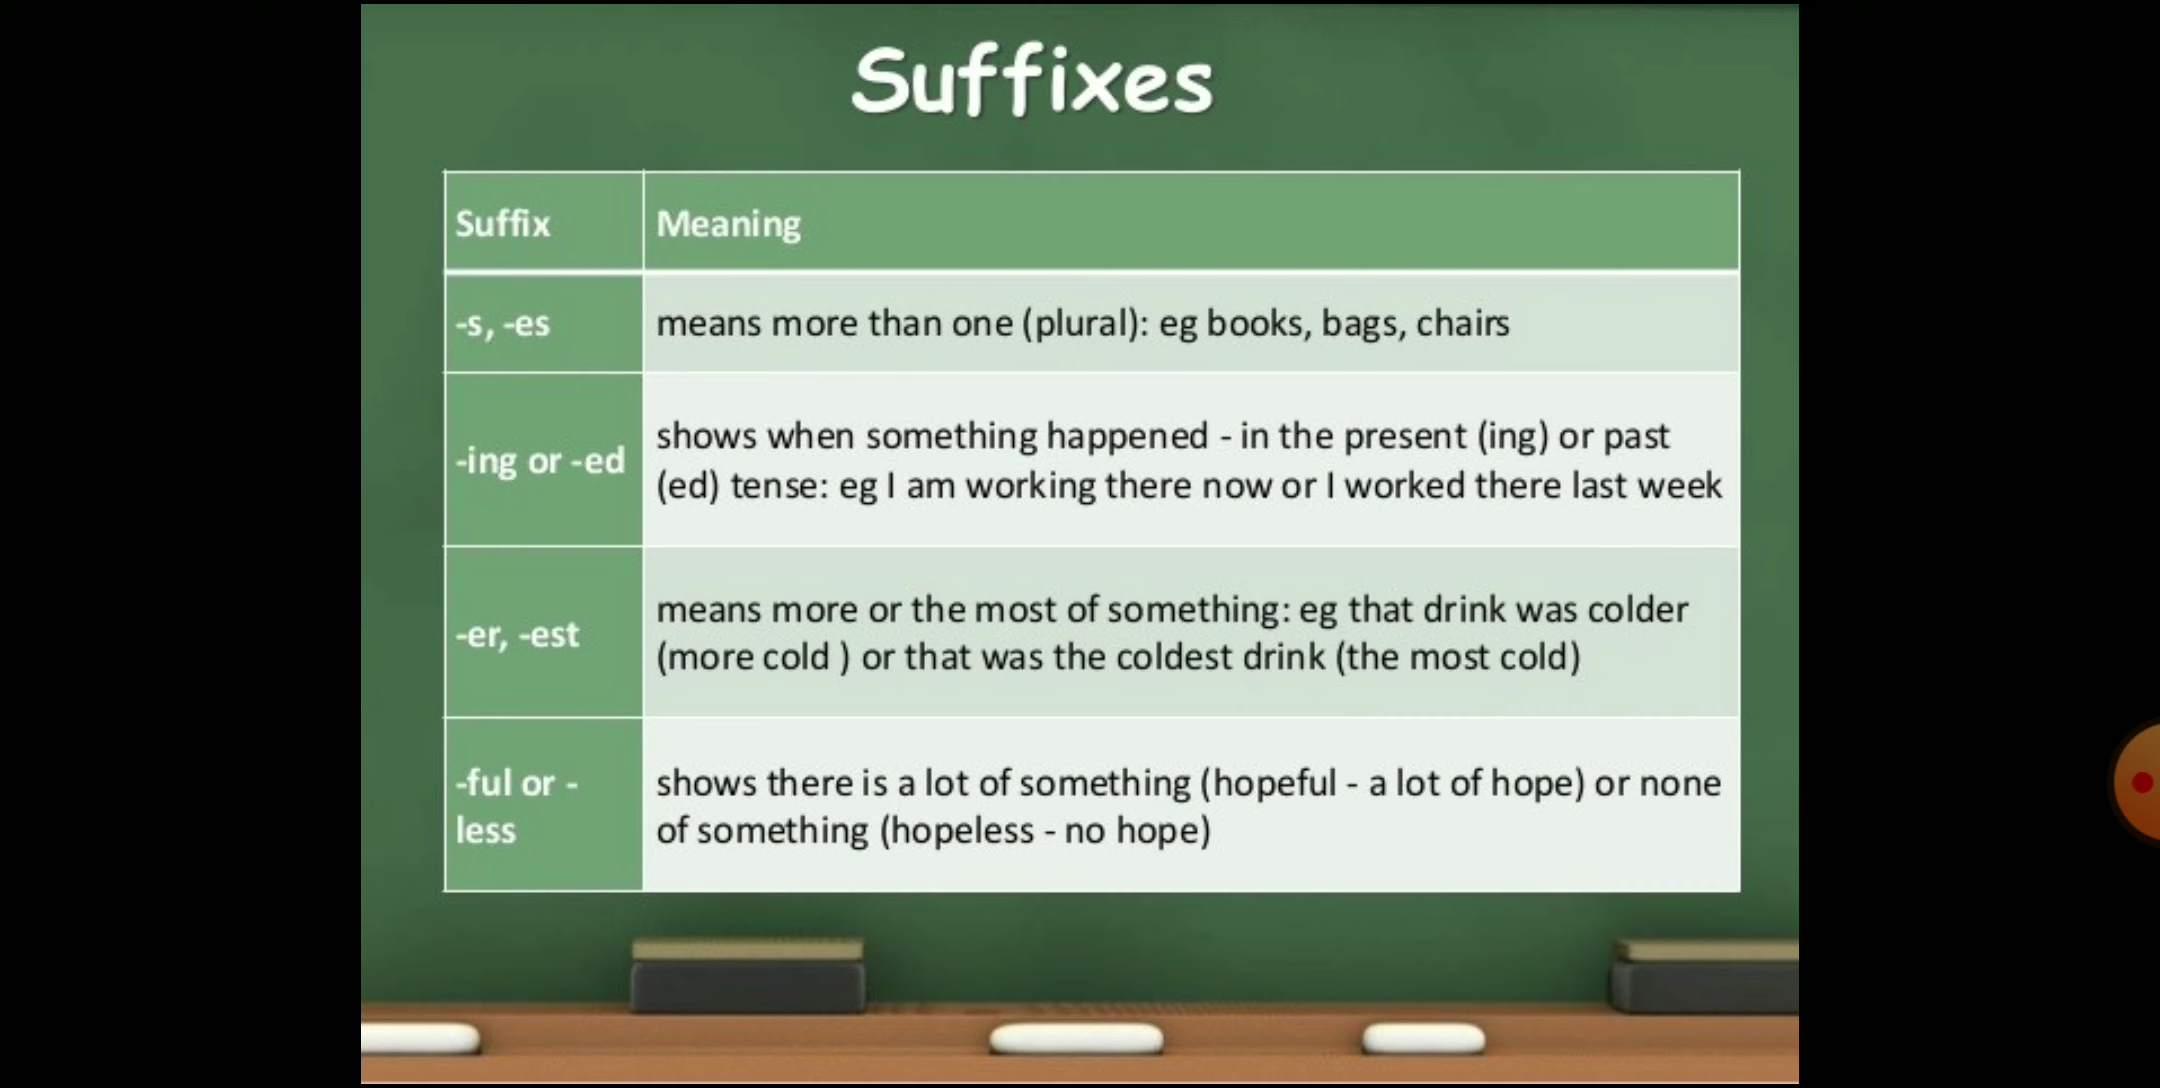 Suffixes
Suffix
Meaning
-s, -es
means more than one (plural): eg books, bags, chairs
-ing or -ed
shows when something happened - in the present (ing) or past
(ed) tense: eg I am working there now or I worked there last week
-er, -est
means more or the most of something: eg that drink was colder
(more cold ) or that was the coldest drink (the most cold)
-ful or -
less
shows there is a lot of something (hopeful - a lot of hope) or none
of something (hopeless - no hope)